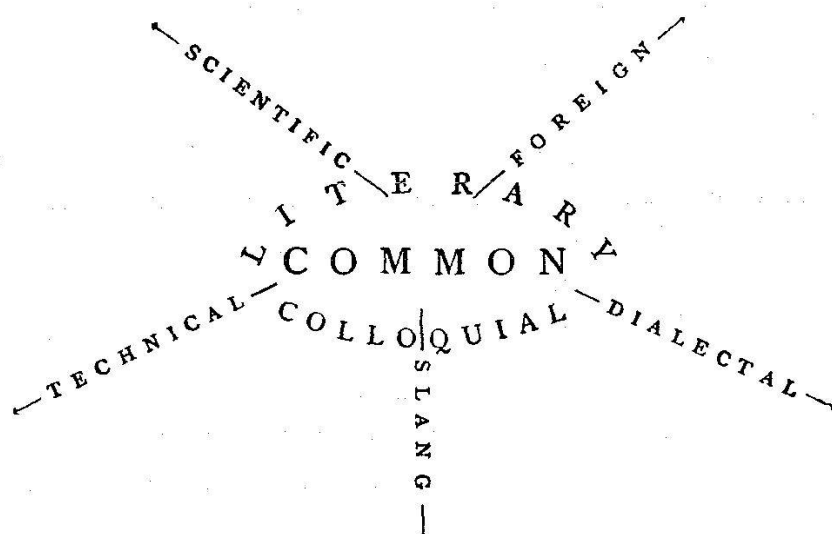 SCIENTIFIC
FOREIGN
LITERARY
COMMON
COLLOQUIAL
TECHNICAL
DIALECTAL
SLANG